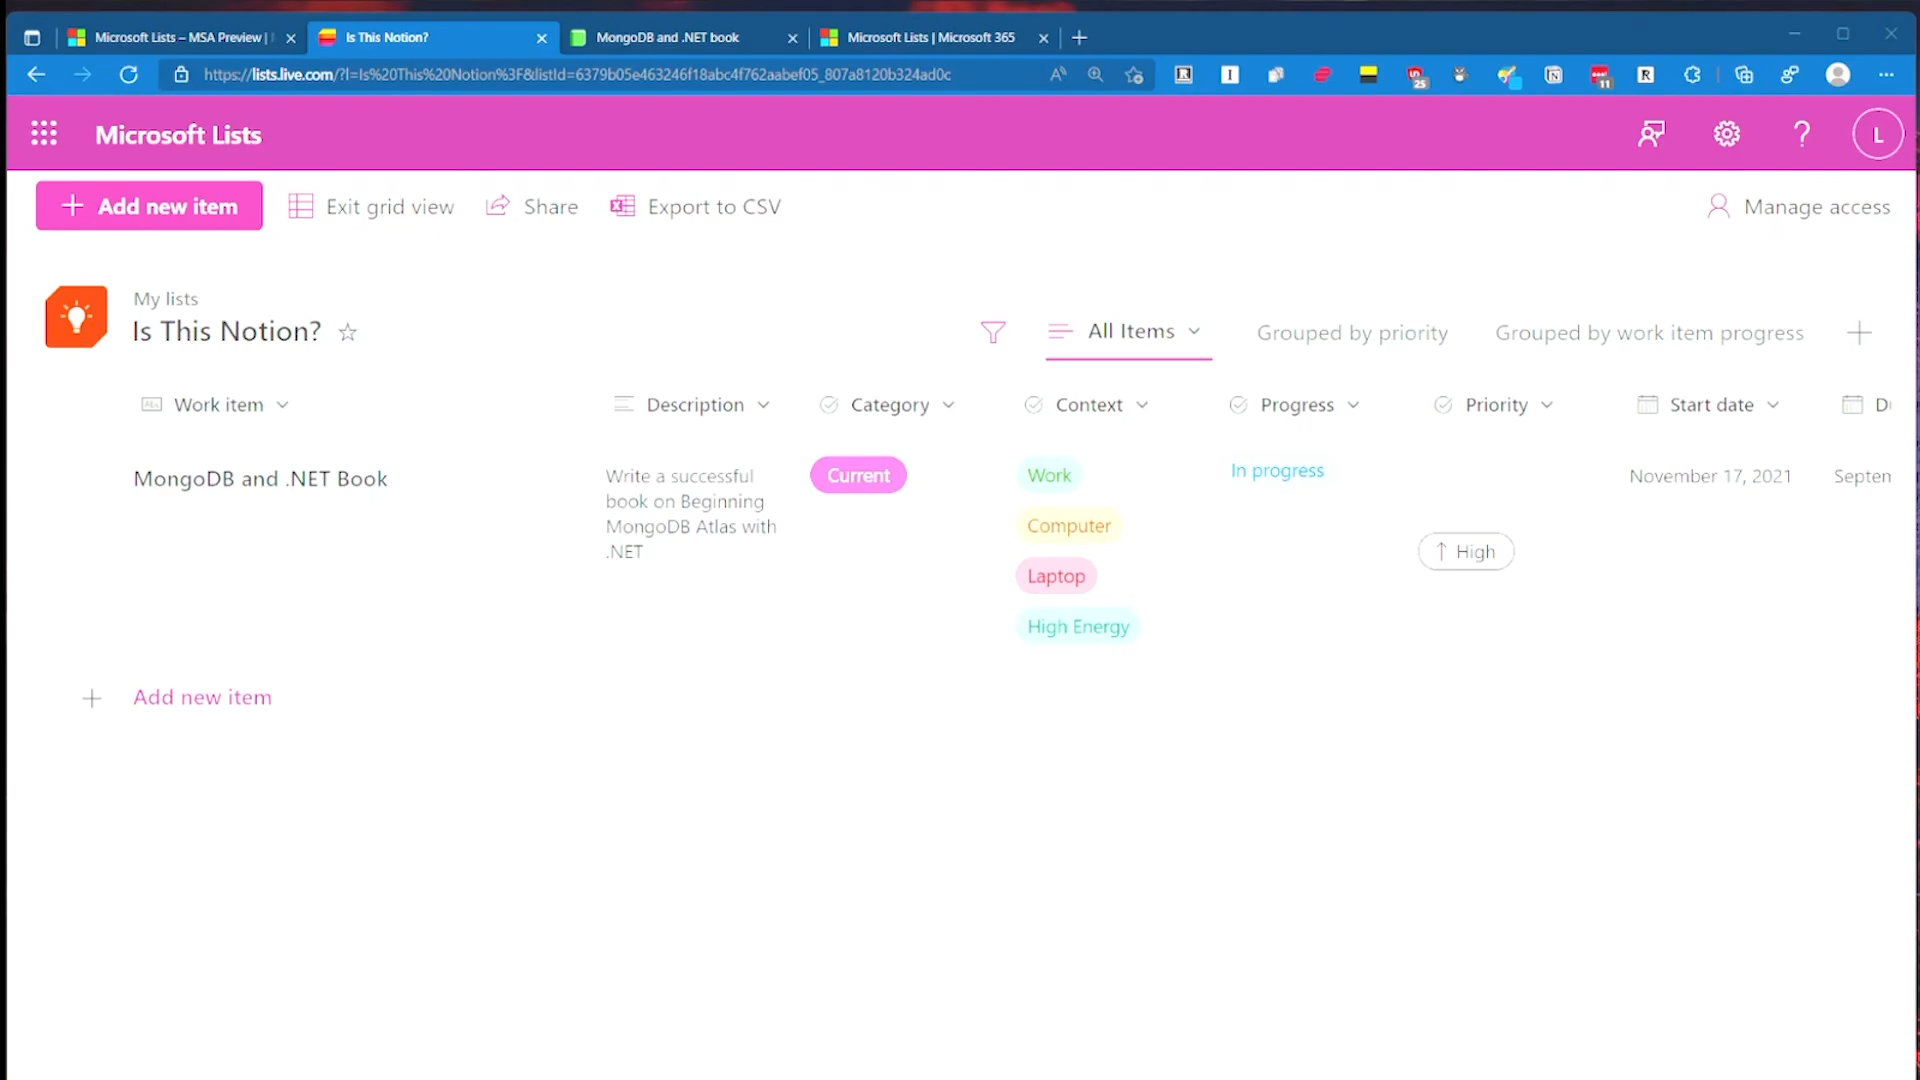 Microsoft Lists – MSA Preview |
Is This Notion?
MongoDB and .NET book
Microsoft Lists | Microsoft 365
https://lists.live.com/?l=Is%20This%20Notion%3F&listId=6379b05e463246f18abc4f762aabef05_807a8120b324ad0c
25
11
Microsoft Lists
?
L
Add new item
Exit grid view
Share
Export to CSV
Manage access
My lists
Is This Notion?
All Items
Grouped by priority
Grouped by work item progress
Work item
Description
Category
Context
Progress
Priority
Start date
D
MongoDB and .NET Book
Write a successful
book on Beginning
MongoDB Atlas with
.NET
Current
Work
Computer
Laptop
High Energy
In progress
High
November 17, 2021
Septen
Add new item